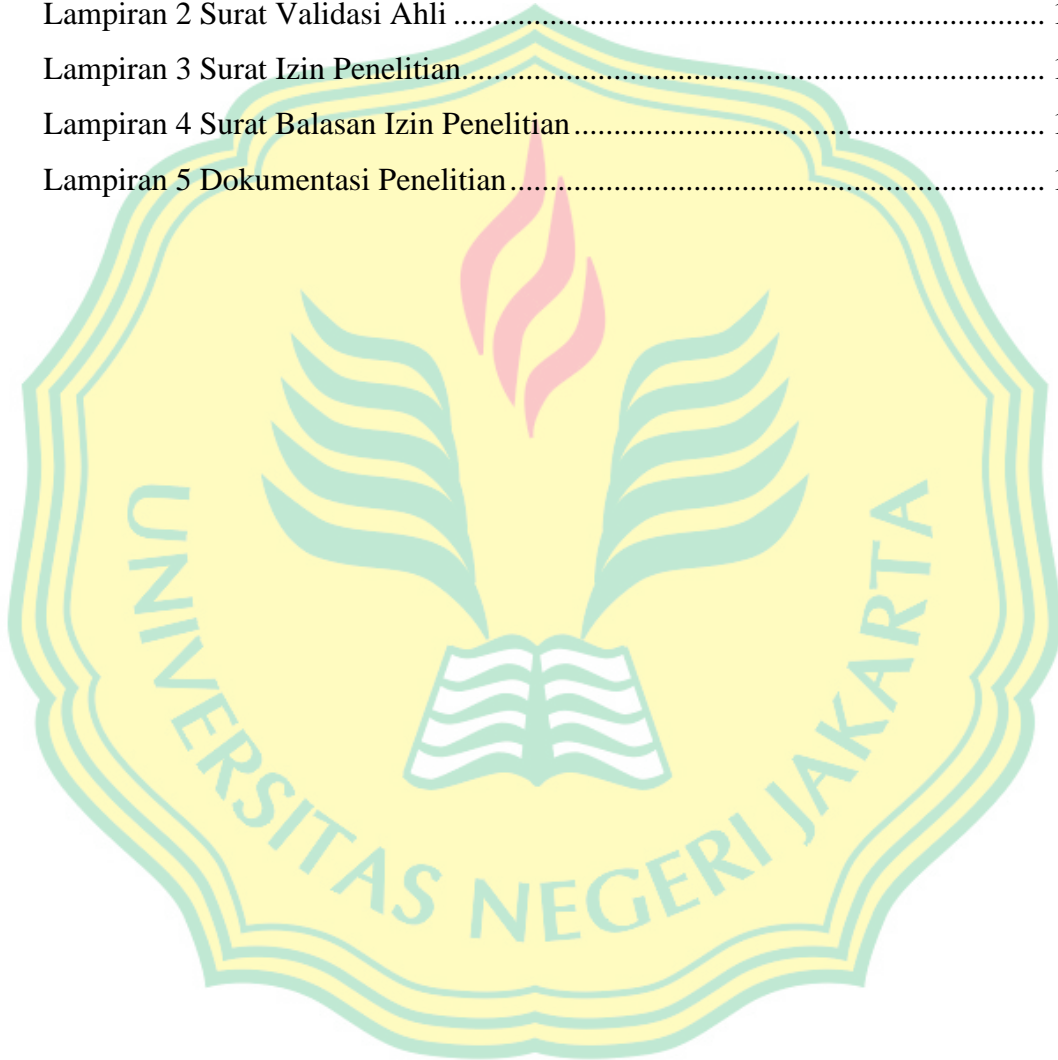 Lampiran 2 Surat Validasi Ahli ........................................................................
Lampiran 3 Surat Izin Penelitian.......................................................................
Lampiran 4 Surat Balasan Izin Penelitian .........................................................
Lampiran 5 Dokumentasi Penelitian .................................................................
UNIVERSITAS NEGERI JAKARTA